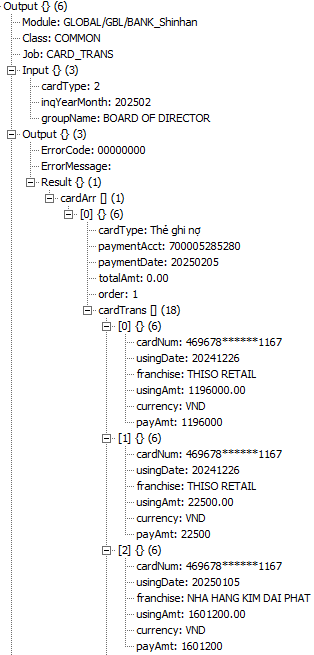 Output {} (6)
Module: GLOBAL/GBL/BANK_Shinhan
Class: COMMON
Job: CARD_TRANS
Input {} (3)
cardType: 2
inqYearMonth: 202502
groupName: BOARD OF DIRECTOR
Output {} (3)
ErrorCode: 00000000
ErrorMessage:
Result {} (1)
cardArr [] (1)
[0] {} (6)
cardType: Thẻ ghi nợ
paymentAcct: 700005285280
paymentDate: 20250205
totalAmt: 0.00
order: 1
cardTrans [] (18)
[0] {} (6)
cardNum: 469678******1167
usingDate: 20241226
franchise: THISO RETAIL
usingAmt: 1196000.00
currency: VND
payAmt: 1196000
[1] {} (6)
cardNum: 469678******1167
usingDate: 20241226
franchise: THISO RETAIL
usingAmt: 22500.00
currency: VND
payAmt: 22500
[2] {} (6)
cardNum: 469678******1167
usingDate: 20250105
franchise: NHA HANG KIM DAI PHAT
usingAmt: 1601200.00
currency: VND
payAmt: 1601200